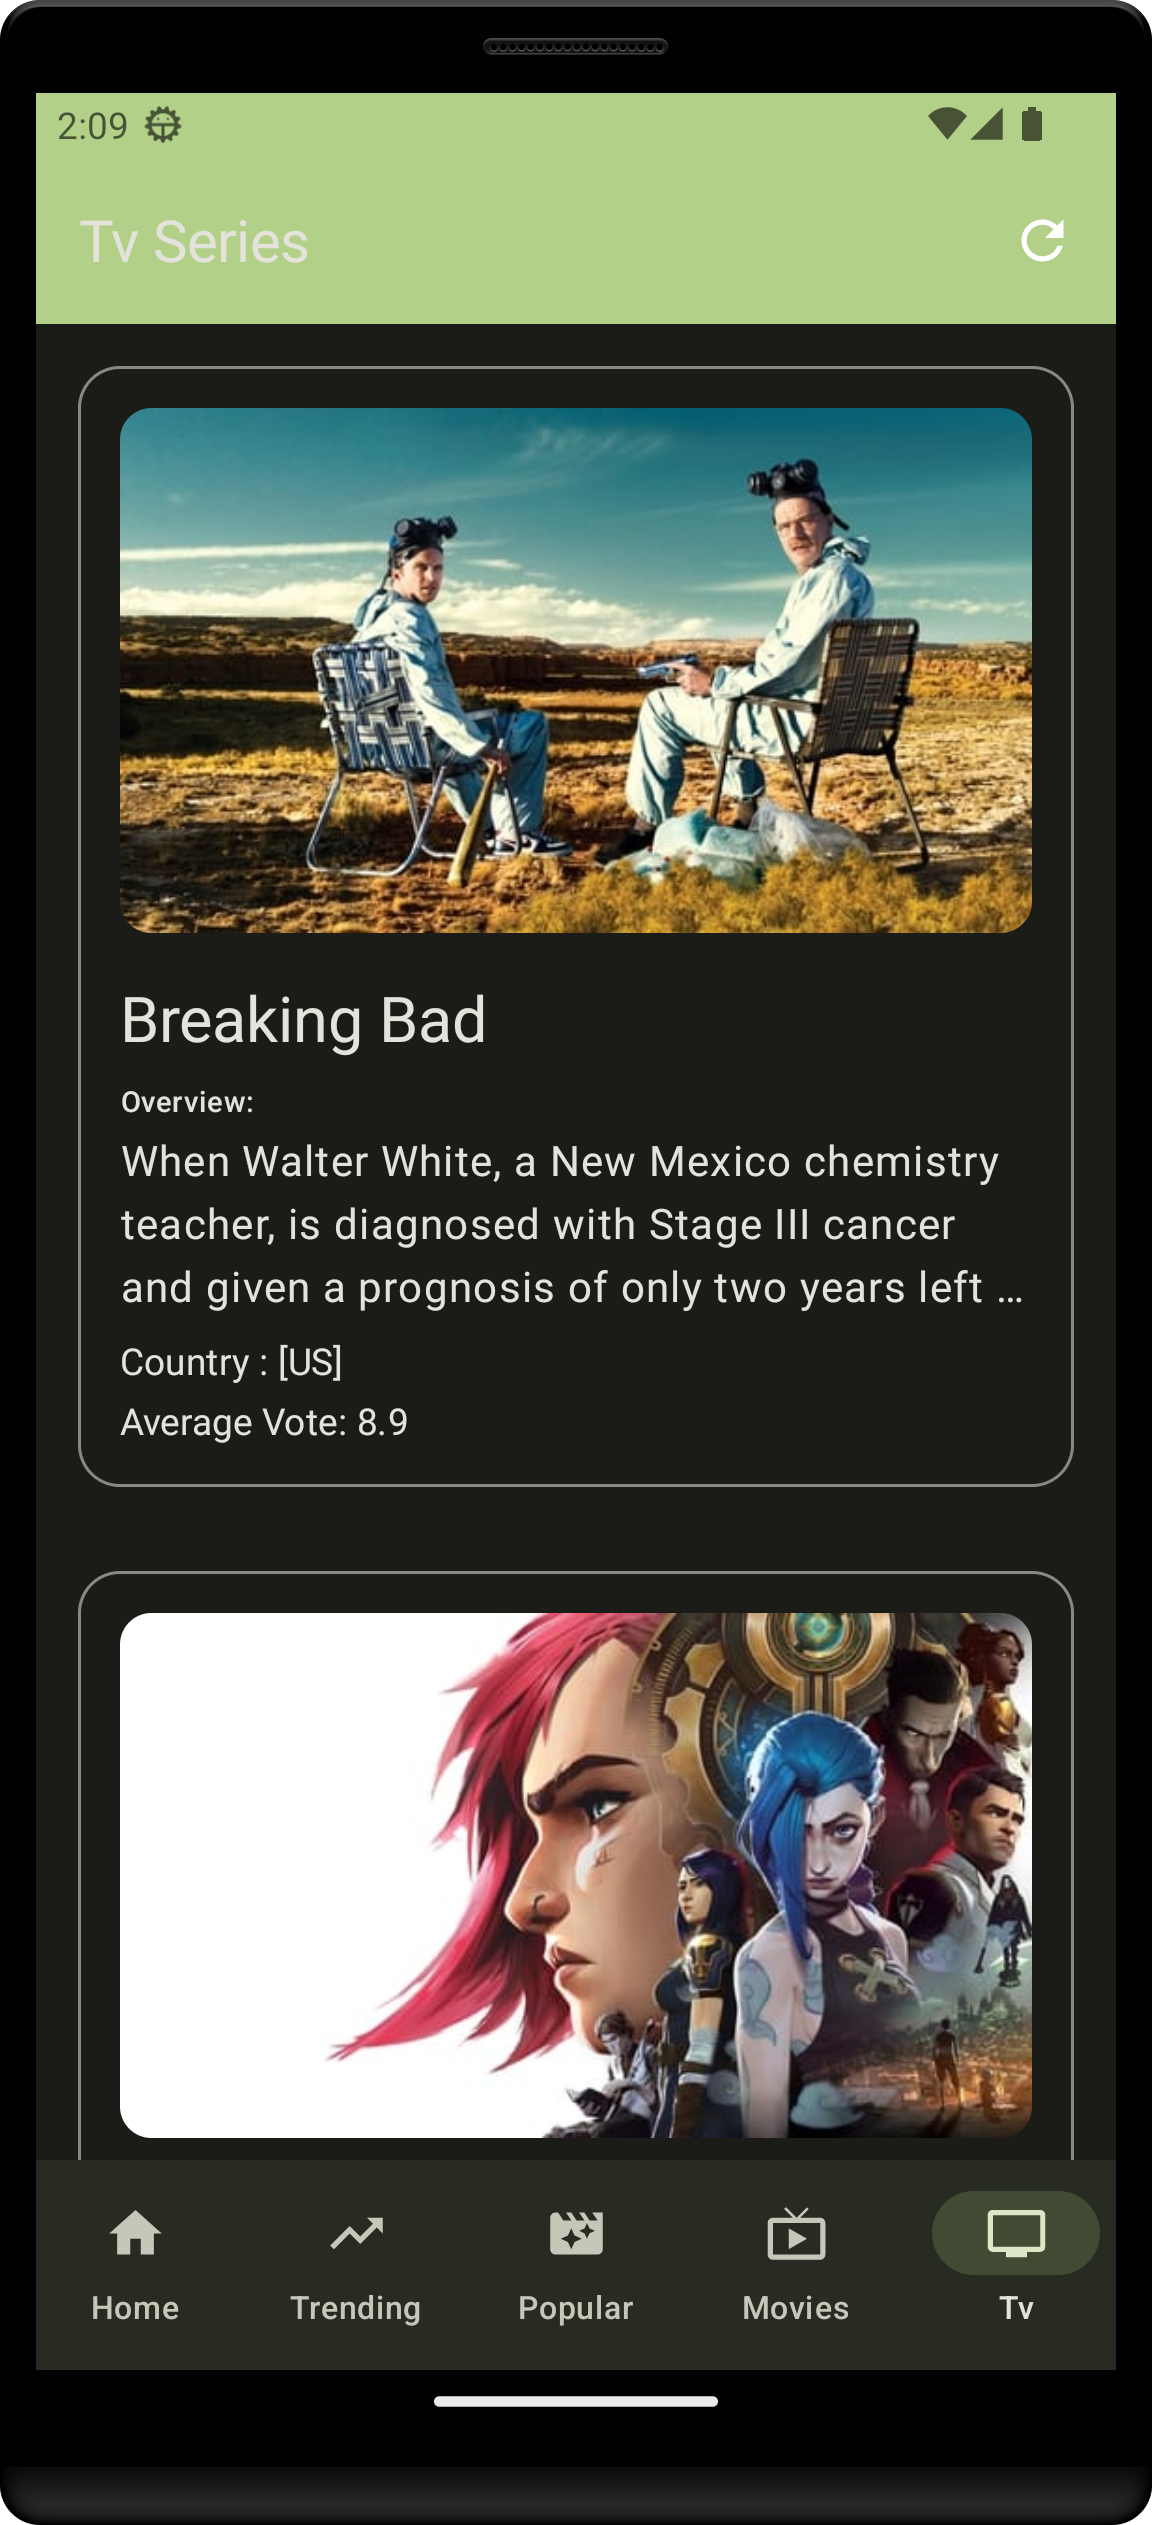 2:09
Tv Series
Breaking Bad
Overview:
When Walter White, a New Mexico chemistry
teacher, is diagnosed with Stage III cancer
and given a prognosis of only two years left …
Country : [US]
Average Vote: 8.9
Home
Trending
Popular
Movies
Tv